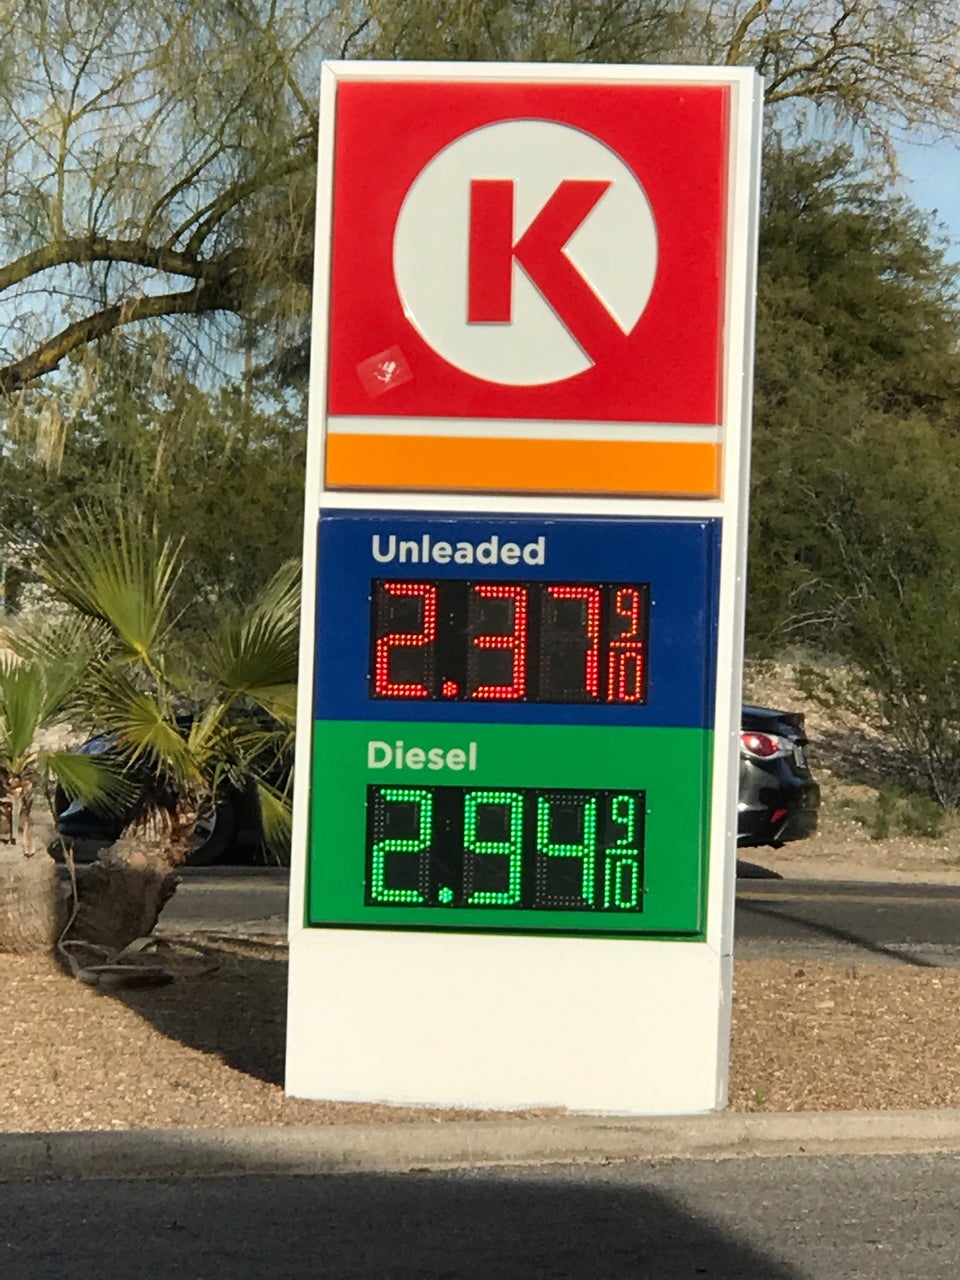 K
Unleaded
2.37 9/10
Diesel
2.94 9/10